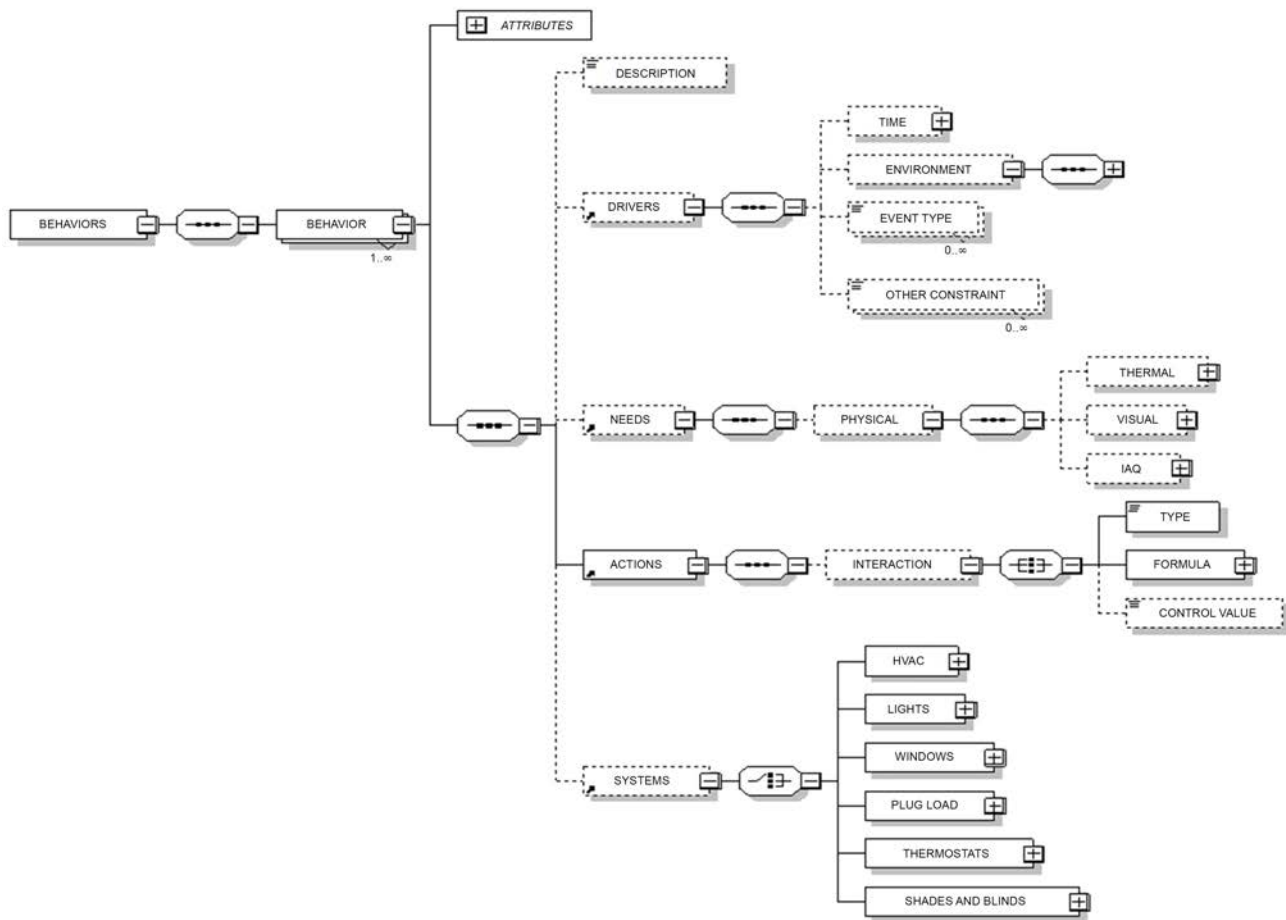 ATTRIBUTES
DESCRIPTION
TIME
ENVIRONMENT
DRIVERS
EVENT TYPE
0..∞
BEHAVIORS
BEHAVIOR
1..∞
OTHER CONSTRAINT
0..∞
THERMAL
NEEDS
PHYSICAL
VISUAL
IAQ
TYPE
ACTIONS
INTERACTION
FORMULA
CONTROL VALUE
HVAC
LIGHTS
WINDOWS
SYSTEMS
PLUG LOAD
THERMOSTATS
SHADES AND BLINDS